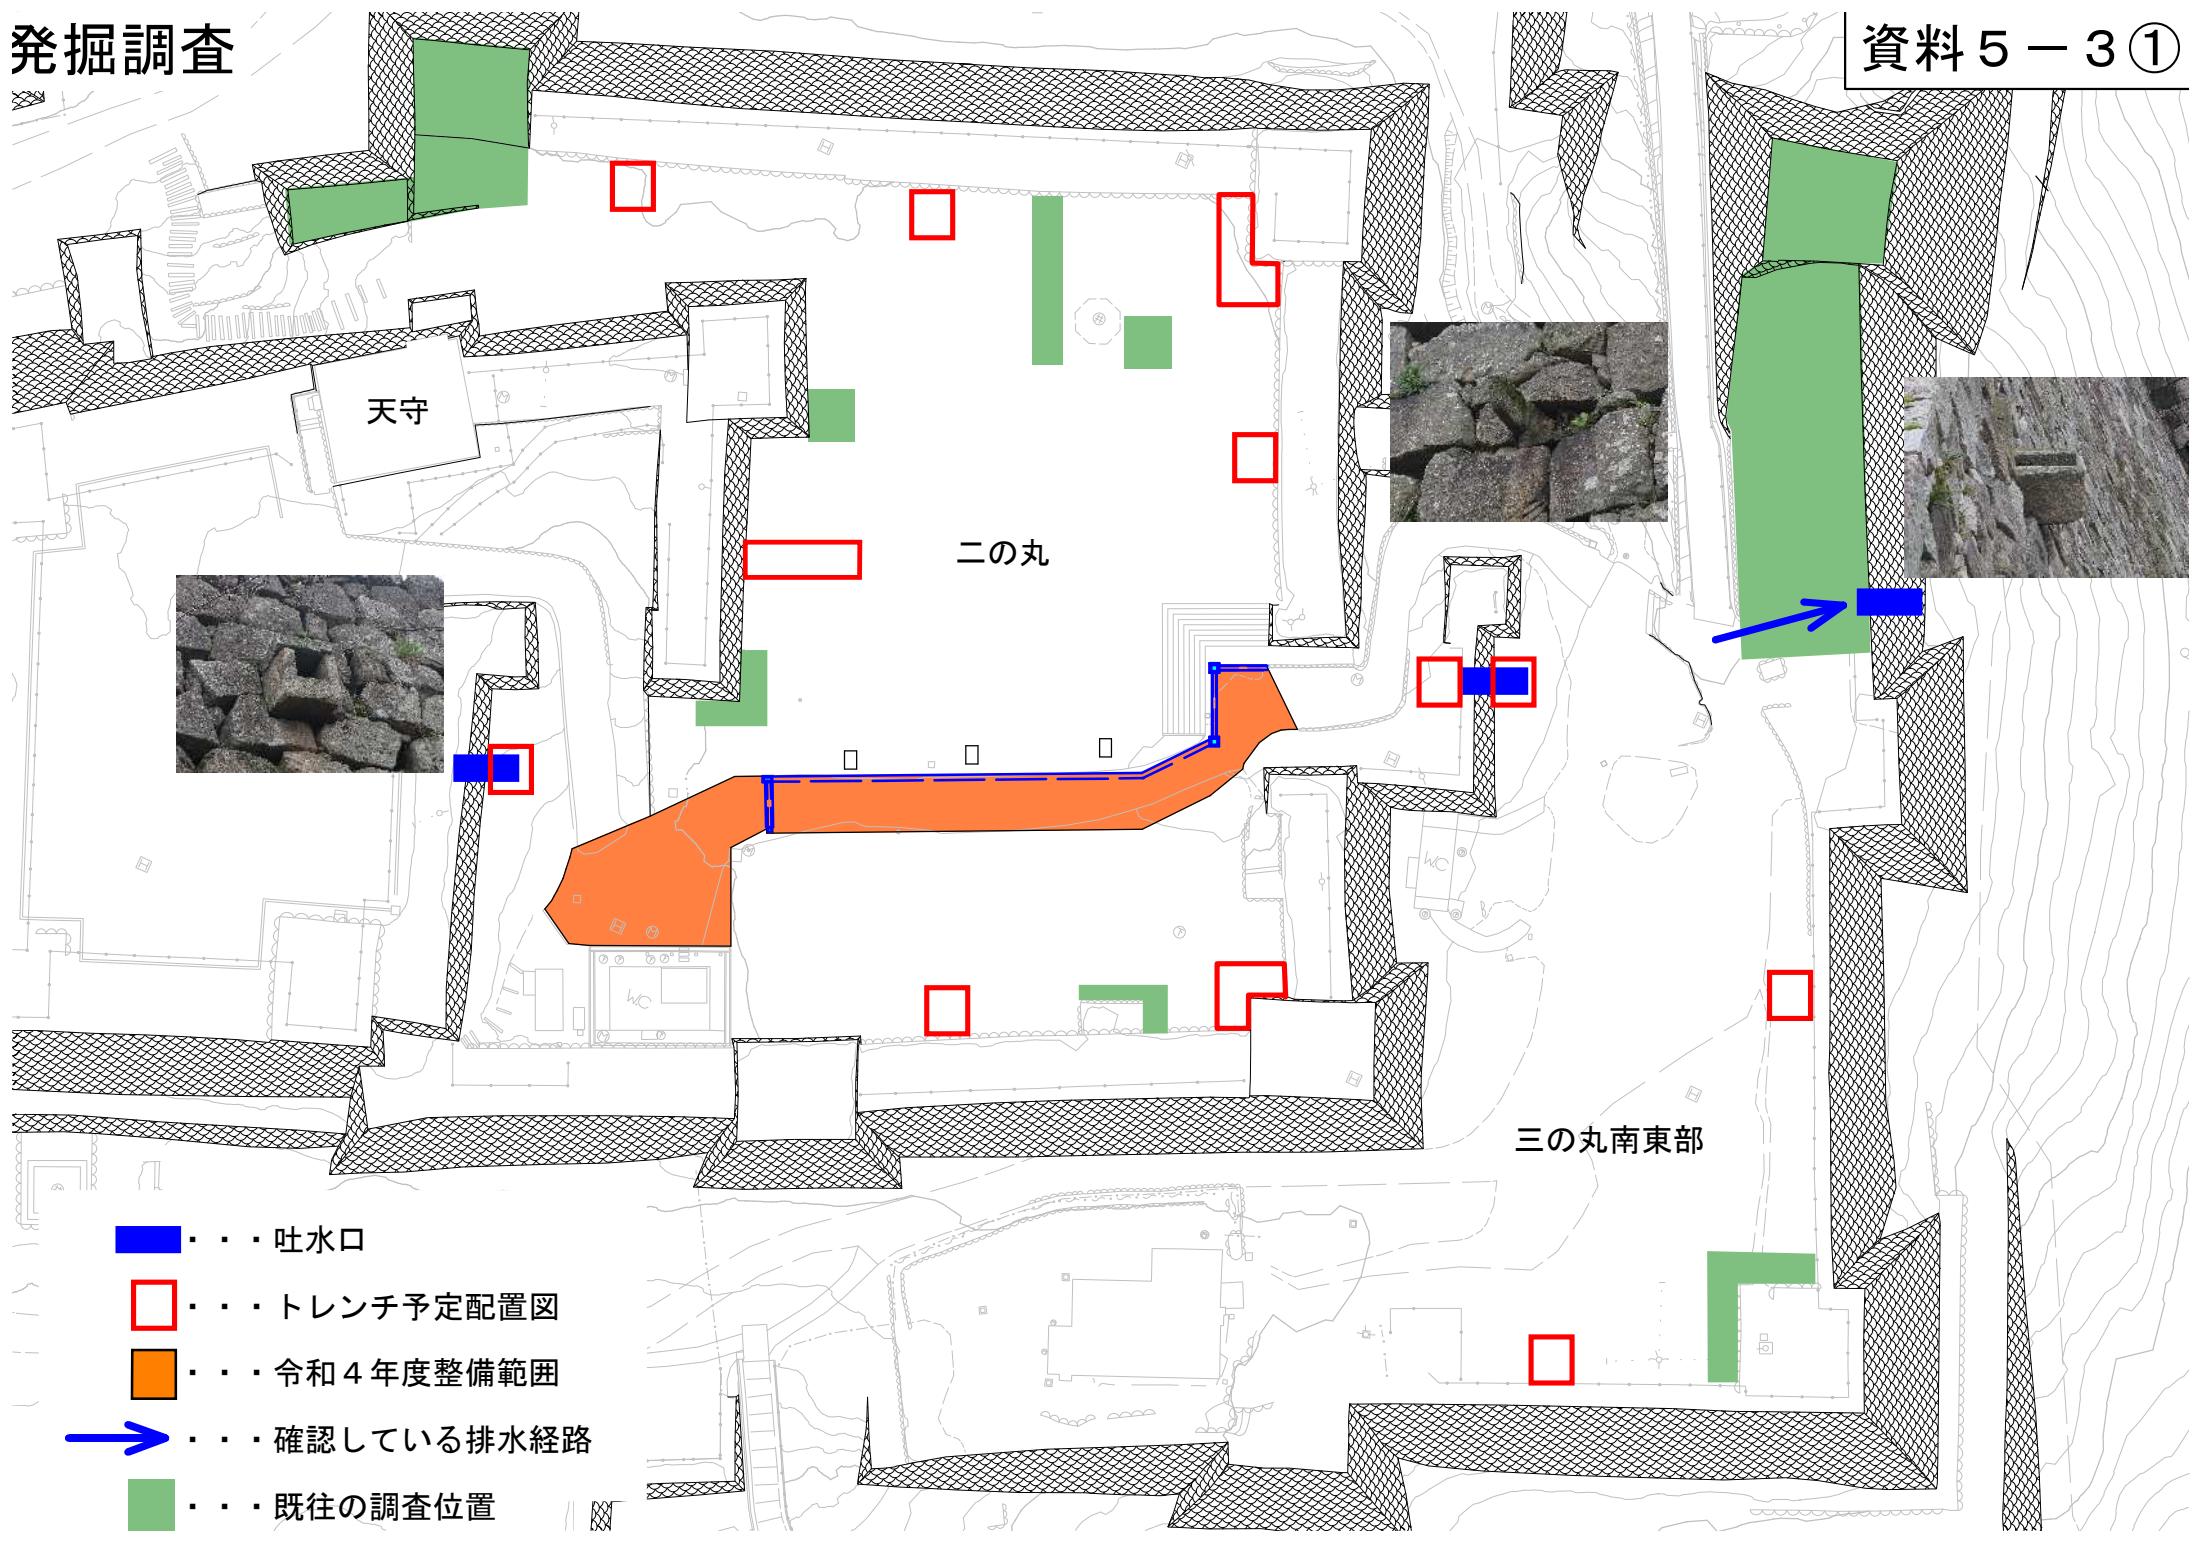 発掘調査
資料５－３①
天守
二の丸
WC
WC
三の丸南東部
・・・吐水口
・・・トレンチ予定配置図
・・・令和４年度整備範囲
・・・確認している排水経路
・・・既往の調査位置